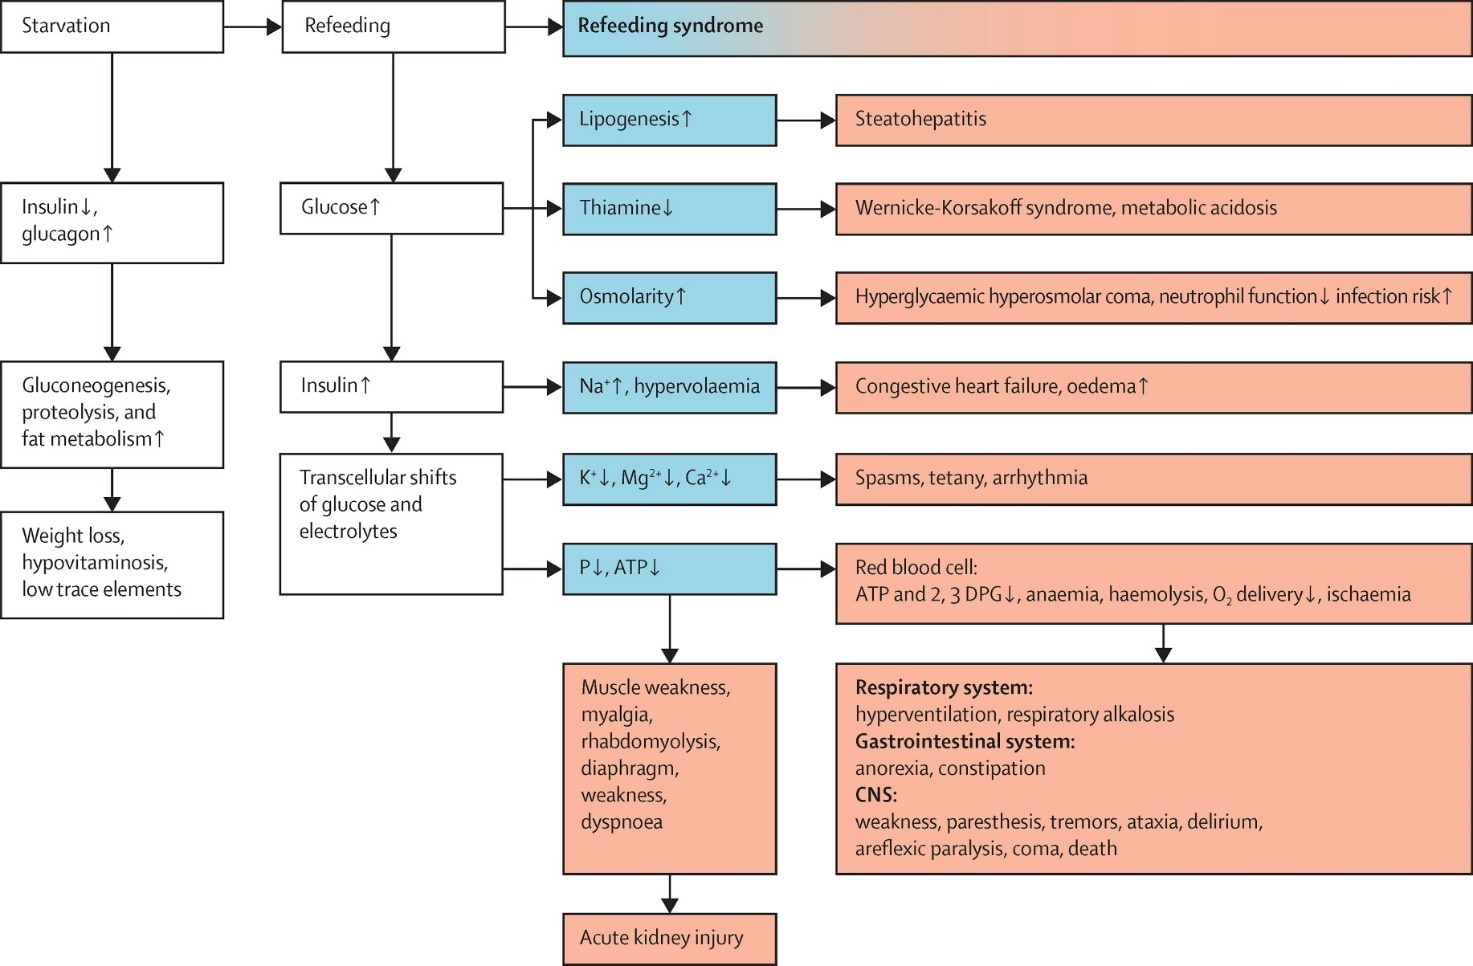 Starvation
Refeeding
Refeeding syndrome
Lipogenesis↑
Steatohepatitis
Insulin↓,
glucagon↑
Glucose↑
Thiamine↓
Wernicke-Korsakoff syndrome, metabolic acidosis
Osmolarity↑
Hyperglycaemic hyperosmolar coma, neutrophil function↓ infection risk↑
Gluconeogenesis,
proteolysis, and
fat metabolism↑
Insulin↑
Na⁺↑, hypervolaemia
Congestive heart failure, oedema↑
Transcellular shifts
of glucose and
electrolytes
K⁺↓, Mg²⁺↓, Ca²⁺↓
Spasms, tetany, arrhythmia
Weight loss,
hypovitaminosis,
low trace elements
P↓, ATP↓
Red blood cell:
ATP and 2, 3 DPG↓, anaemia, haemolysis, O₂ delivery↓, ischaemia
Muscle weakness,
myalgia,
rhabdomyolysis,
diaphragm,
weakness,
dyspnoea
Respiratory system:
hyperventilation, respiratory alkalosis
Gastrointestinal system:
anorexia, constipation
CNS:
weakness, paresthesis, tremors, ataxia, delirium,
areflexic paralysis, coma, death
Acute kidney injury